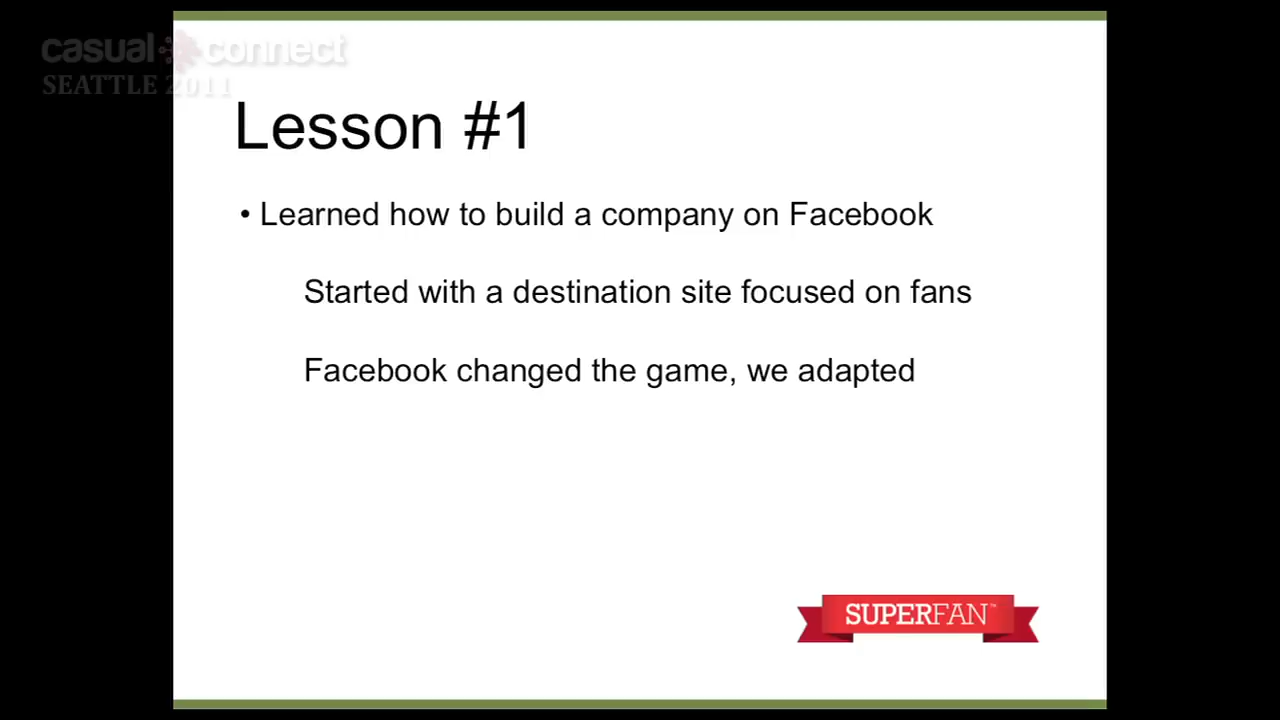 casual connect
SEATTLE 2011
Lesson #1
• Learned how to build a company on Facebook
Started with a destination site focused on fans
Facebook changed the game, we adapted
SUPERFAN™